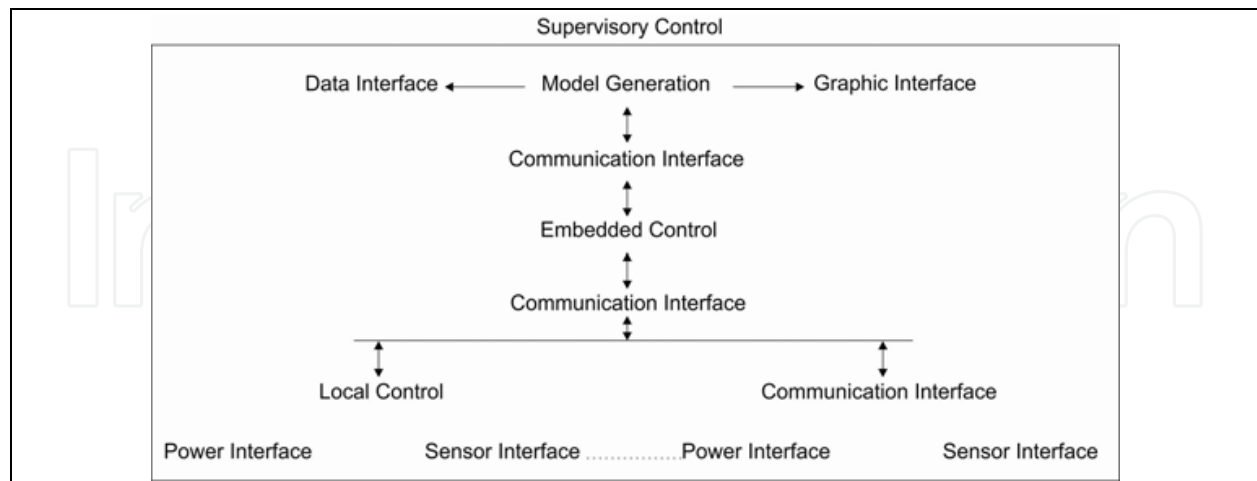 Supervisory Control
Data Interface Model Generation Graphic Interface
Communication Interface
Embedded Control
Communication Interface
Local Control Communication Interface
Power Interface Sensor Interface ................Power Interface Sensor Interface